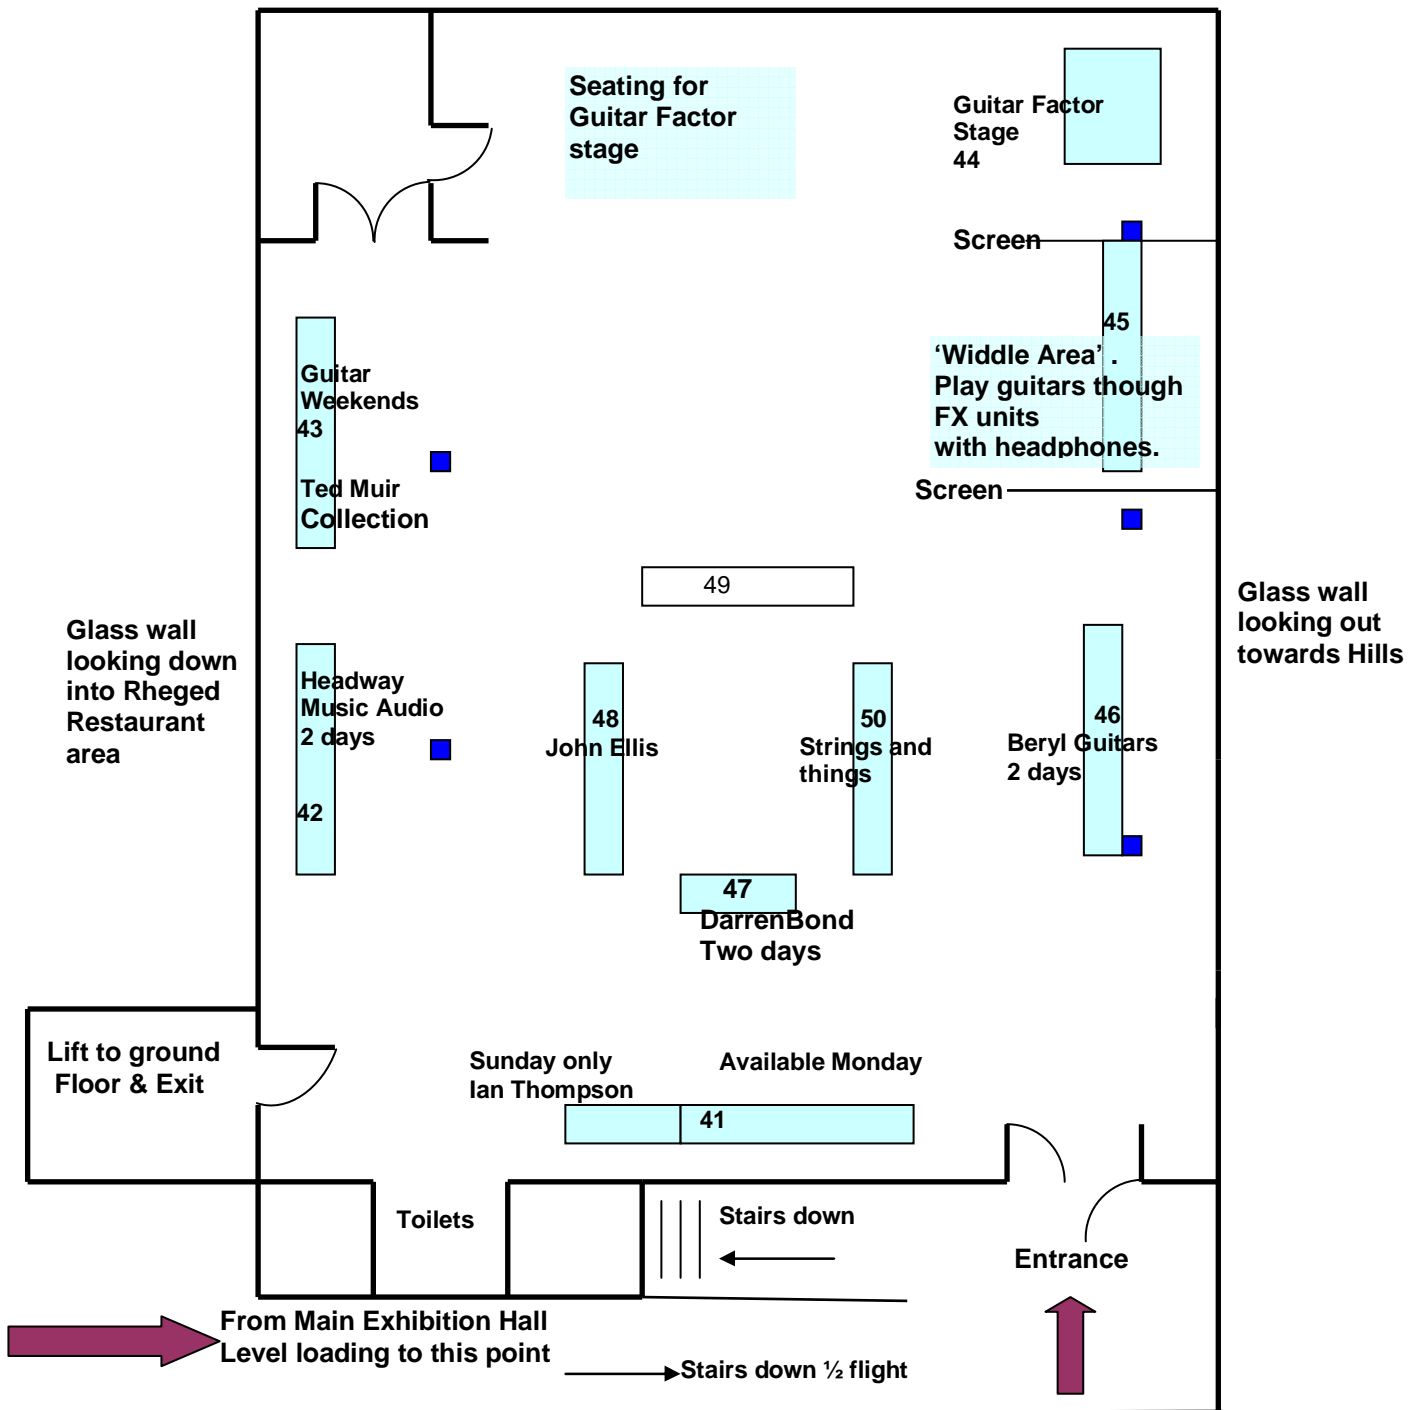 Seating for
Guitar Factor
stage
Guitar Factor
Stage
44
Screen
45
‘Widdle Area’ .
Play guitars though
FX units
with headphones.
Screen
Guitar
Weekends
43
Ted Muir
Collection
49
Glass wall
looking down
into Rheged
Restaurant
area
Glass wall
looking out
towards Hills
Headway
Music Audio
2 days
42
48
John Ellis
50
Strings and
things
46
Beryl Guitars
2 days
47
DarrenBond
Two days
Lift to ground
Floor & Exit
Sunday only
Ian Thompson
Available Monday
41
Toilets
Stairs down
Entrance
From Main Exhibition Hall
Level loading to this point
Stairs down ½ flight